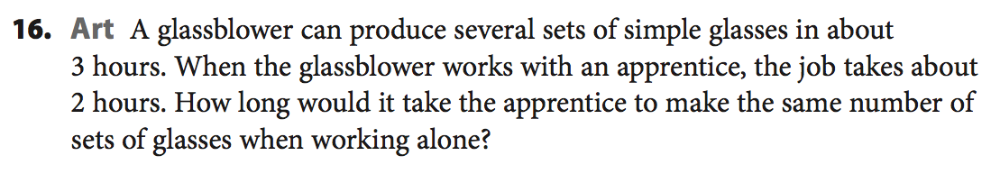 16. Art A glassblower can produce several sets of simple glasses in about
3 hours. When the glassblower works with an apprentice, the job takes about
2 hours. How long would it take the apprentice to make the same number of
sets of glasses when working alone?